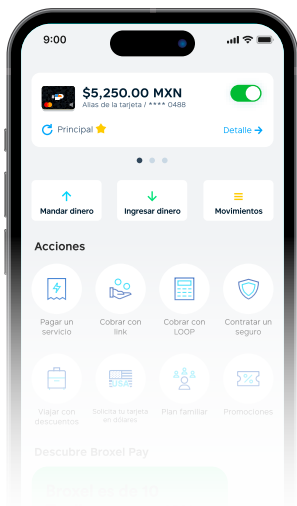 9:00
$5,250.00 MXN
Alias de la tarjeta / **** 0488
Principal
Detalle
Mandar dinero
Ingresar dinero
Movimientos
Acciones
Pagar un
servicio
Cobrar con
link
Cobrar con
LOOP
Contratar un
seguro
USA
Viajar con
descuentos
Solicita tu tarjeta
en dólares
Plan familiar
Promociones
Descubre Broxel Pay